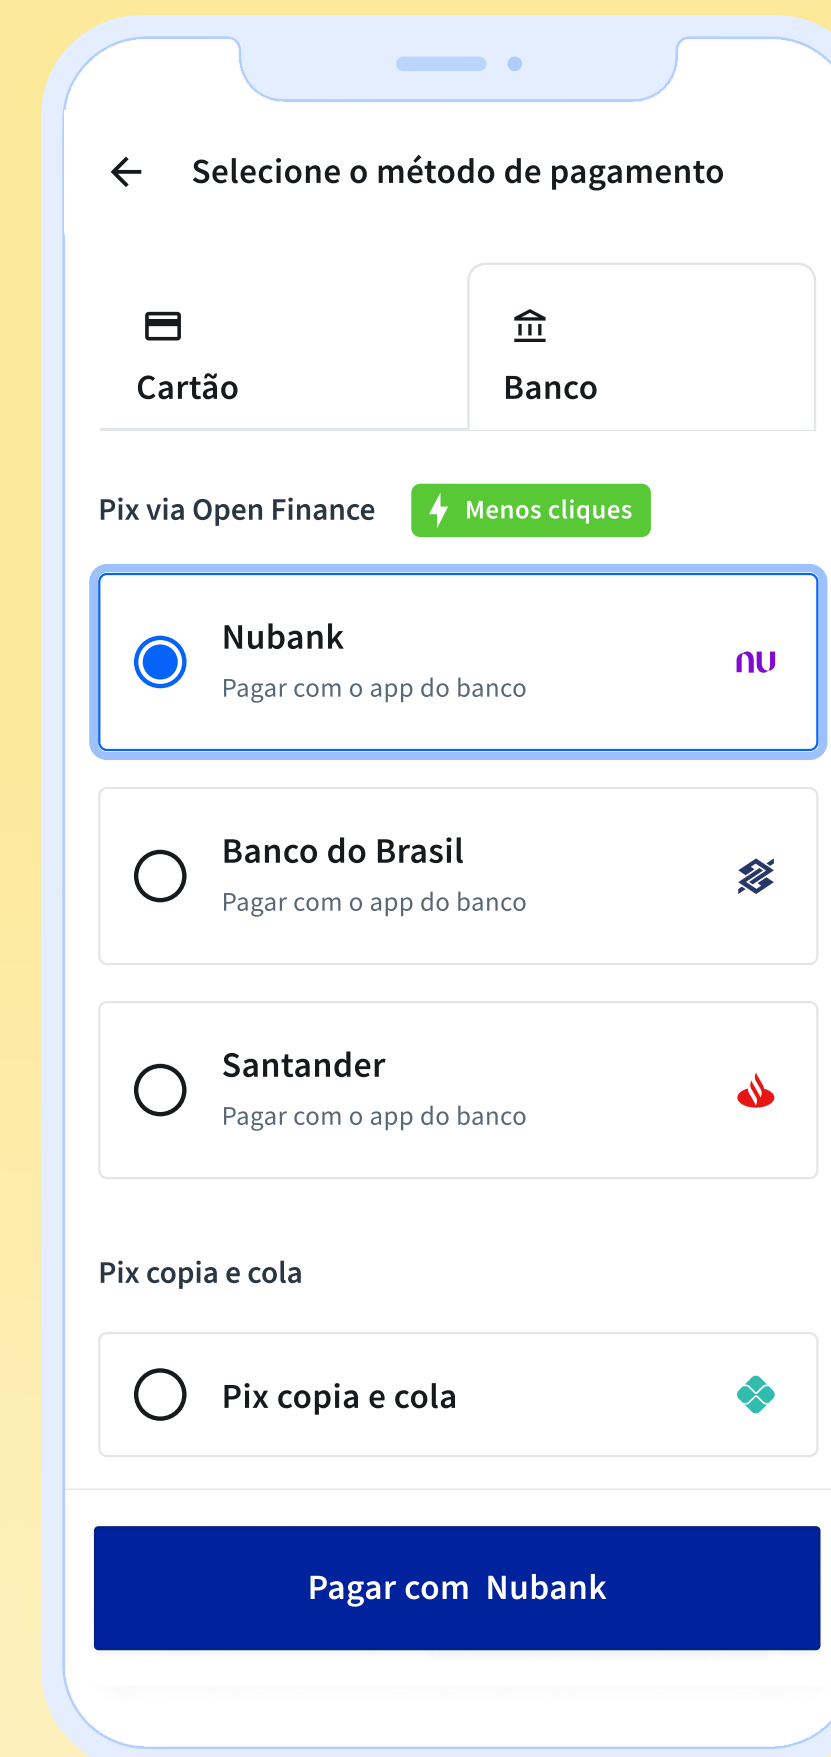 Selecione o método de pagamento
Cartão
Banco
Pix via Open Finance
Menos cliques
Nubank
Pagar com o app do banco
nu
Banco do Brasil
Pagar com o app do banco
Santander
Pagar com o app do banco
Pix copia e cola
Pix copia e cola
Pagar com Nubank